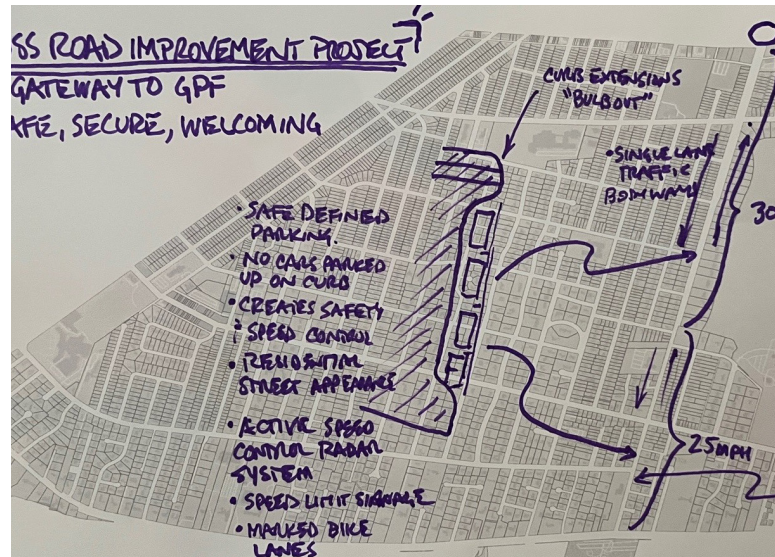 SS ROAD IMPROVEMENT PROJECT
GATEWAY TO GPF
AFE, SECURE, WELCOMING
CURB EXTENSIONS
"BULBOUT"
• SINGLE LANE
TRAFFIC
BOTH WAYS
30
• SAFE DEFINED
PARKING.
• NO CARS PARKED
UP ON CURB
• CREATES SAFETY
& SPEED CONTROL
• RESIDENTIAL
STREET APPEARANCE
• ACTIVE SPEED
CONTROL RADAR
SYSTEM
• SPEED LIMIT SIGNAGE
• MARKED BIKE
LANES
25MPH